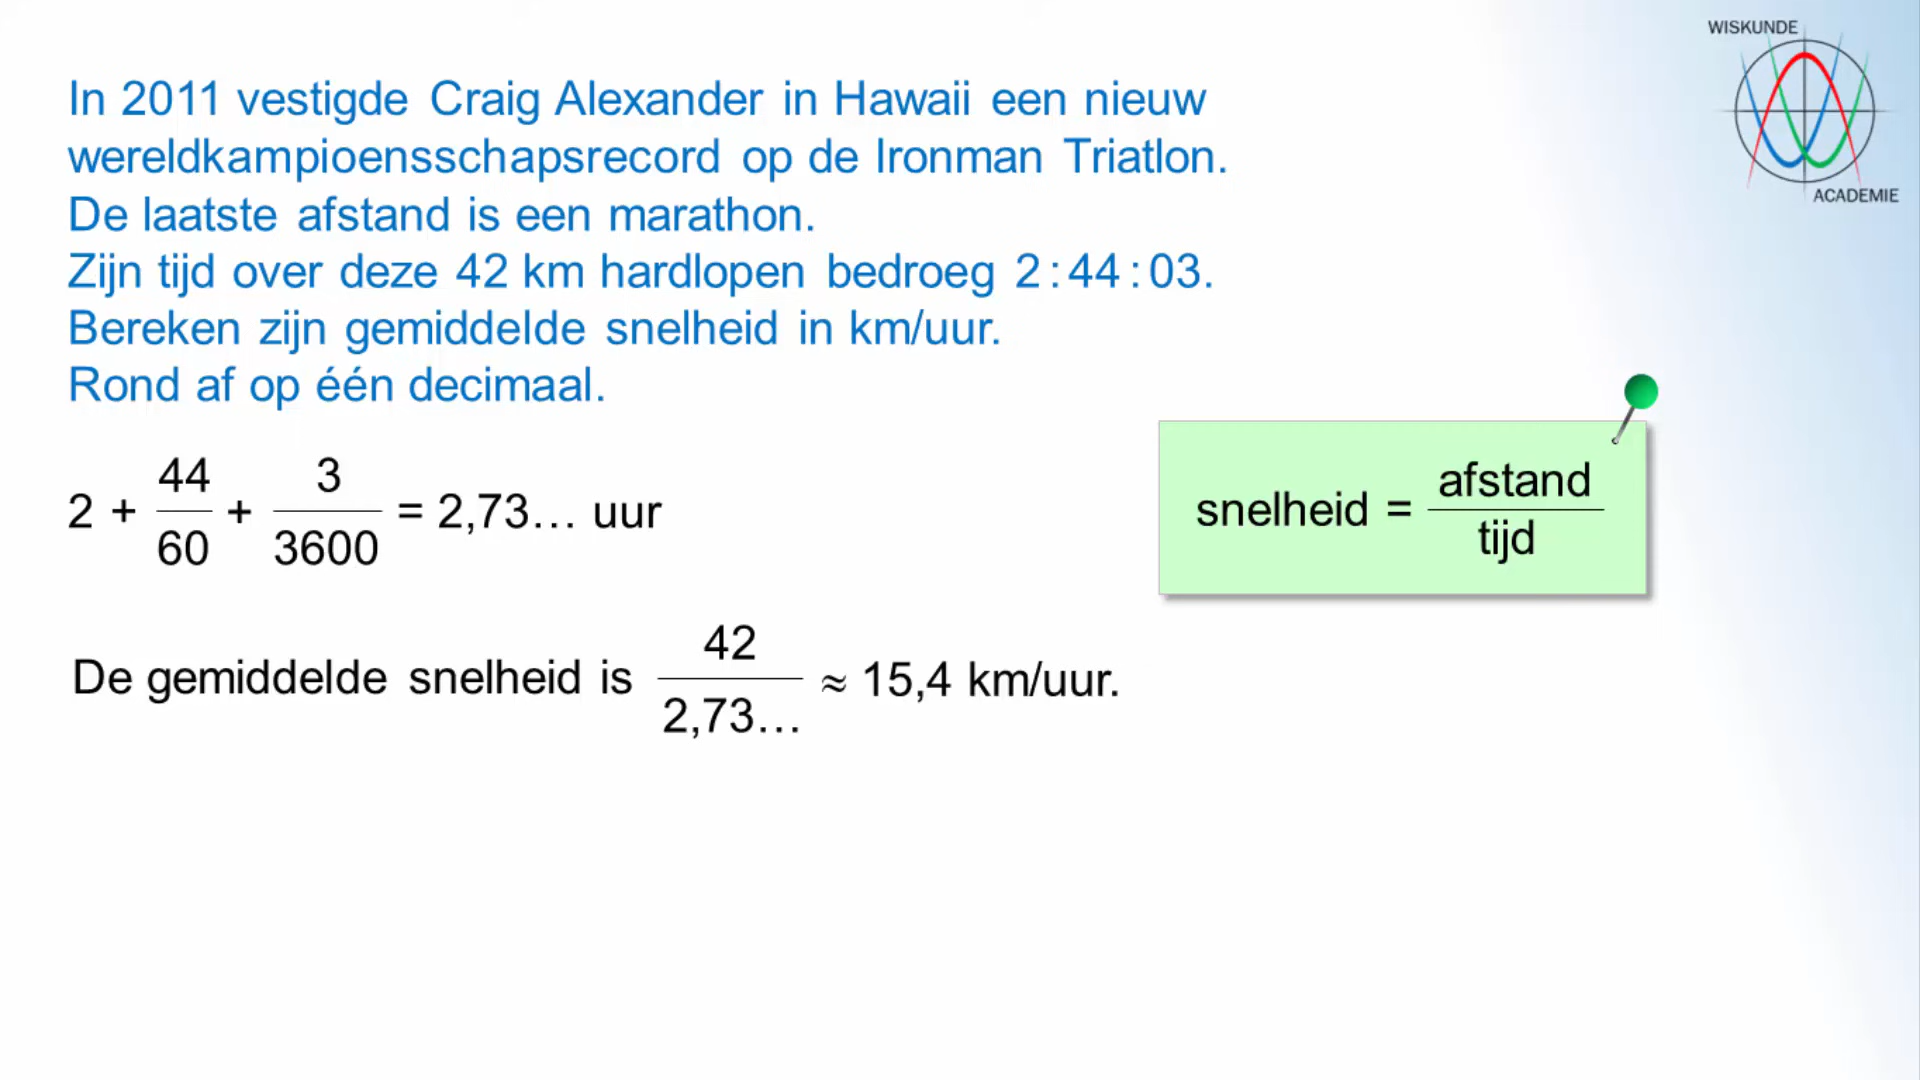 WISKUNDE
ACADEMIE
In 2011 vestigde Craig Alexander in Hawaii een nieuw
wereldkampioensschapsrecord op de Ironman Triatlon.
De laatste afstand is een marathon.
Zijn tijd over deze 42 km hardlopen bedroeg 2:44:03.
Bereken zijn gemiddelde snelheid in km/uur.
Rond af op één decimaal.
2 + 44/60 + 3/3600 = 2,73… uur
snelheid = afstand/tijd
De gemiddelde snelheid is 42/2,73… ≈ 15,4 km/uur.